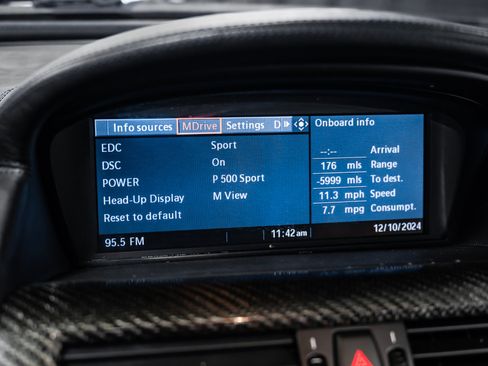 Info sources MDrive Settings D
EDC Sport
DSC On
POWER P 500 Sport
Head-Up Display M View
Reset to default
95.5 FM 11:42 am
Onboard info
--:-- Arrival
176 mls Range
-5999 mls To dest.
11.3 mph Speed
7.7 mpg Consumpt.
12/10/2024